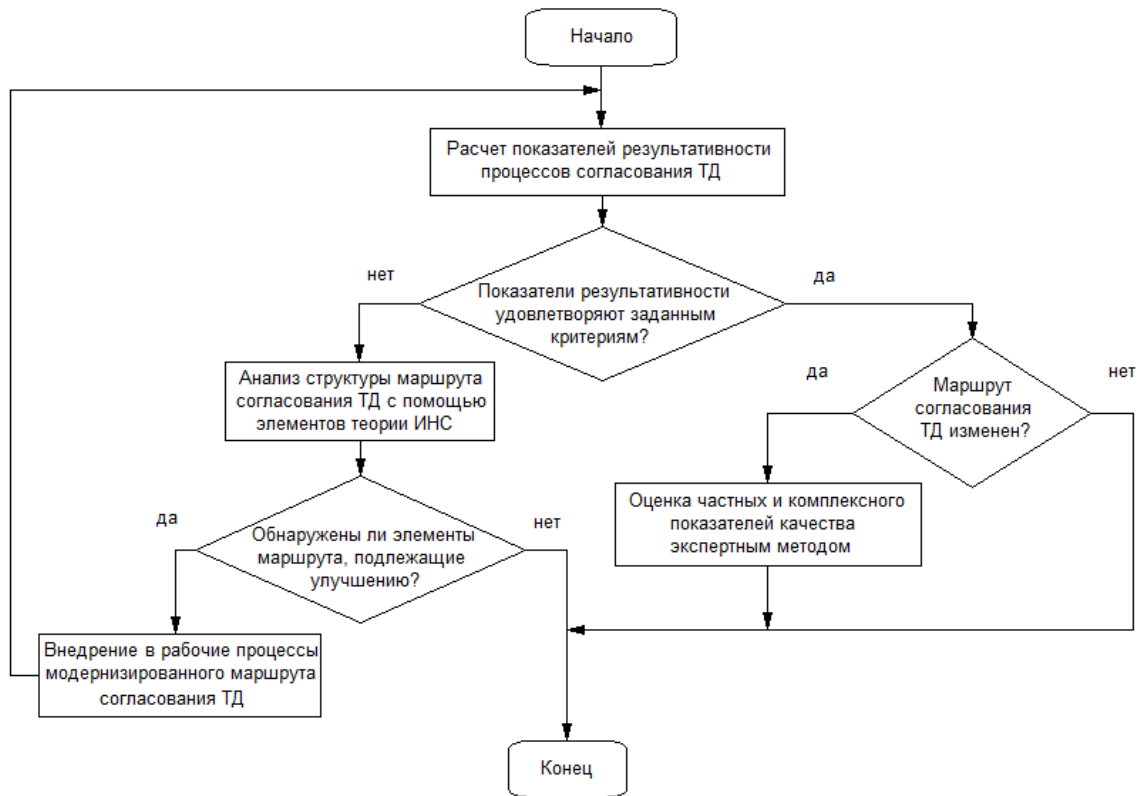 Начало
Расчет показателей результативности
процессов согласования ТД
нет
да
Показатели результативности
удовлетворяют заданным
критериям?
Анализ структуры маршрута
согласования ТД с помощью
элементов теории ИНС
да
нет
Маршрут
согласования
ТД изменен?
Оценка частных и комплексного
показателей качества
экспертным методом
да
нет
Обнаружены ли элементы
маршрута, подлежащие
улучшению?
Внедрение в рабочие процессы
модернизированного маршрута
согласования ТД
Конец